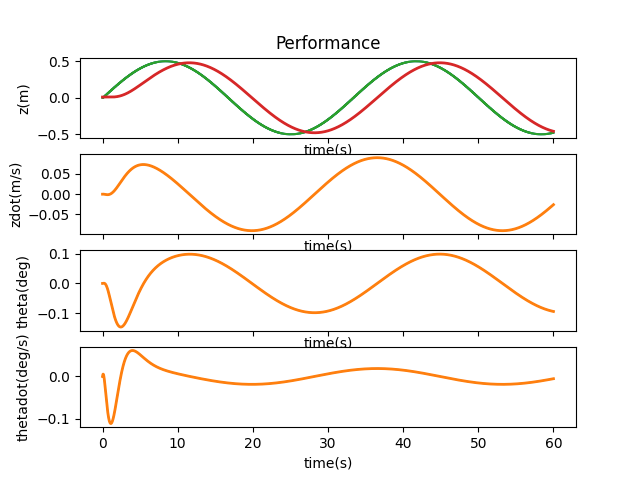 Performance
z(m)
0.5
0.0
−0.5
time(s)
zdot(m/s)
0.05
0.00
−0.05
time(s)
theta(deg)
0.1
0.0
−0.1
time(s)
thetadot(deg/s)
0.0
−0.1
0 10 20 30 40 50 60
time(s)